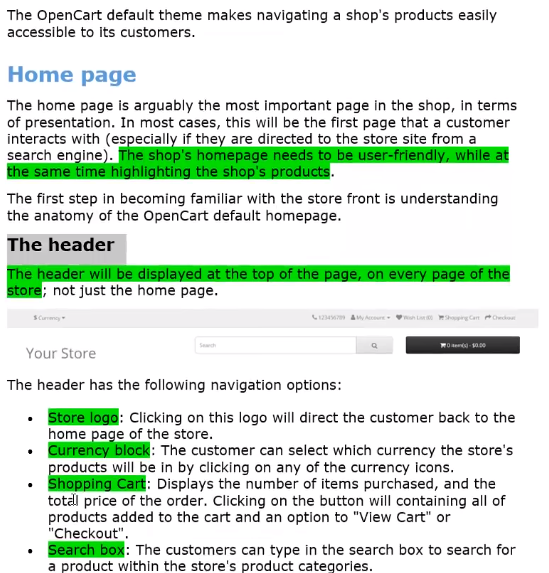 The OpenCart default theme makes navigating a shop's products easily
accessible to its customers.
Home page
The home page is arguably the most important page in the shop, in terms
of presentation. In most cases, this will be the first page that a customer
interacts with (especially if they are directed to the store site from a
search engine). The shop's homepage needs to be user-friendly, while at
the same time highlighting the shop's products.
The first step in becoming familiar with the store front is understanding
the anatomy of the OpenCart default homepage.
The header
The header will be displayed at the top of the page, on every page of the
store; not just the home page.
$ Currency 123456789 My Account Wish List (0) Shopping Cart Checkout
Your Store Search 0 item(s) - $0.00
The header has the following navigation options:
• Store logo: Clicking on this logo will direct the customer back to the
home page of the store.
• Currency block: The customer can select which currency the store's
products will be in by clicking on any of the currency icons.
• Shopping Cart: Displays the number of items purchased, and the
total price of the order. Clicking on the button will containing all of
products added to the cart and an option to "View Cart" or
"Checkout".
• Search box: The customers can type in the search box to search for
a product within the store's product categories.